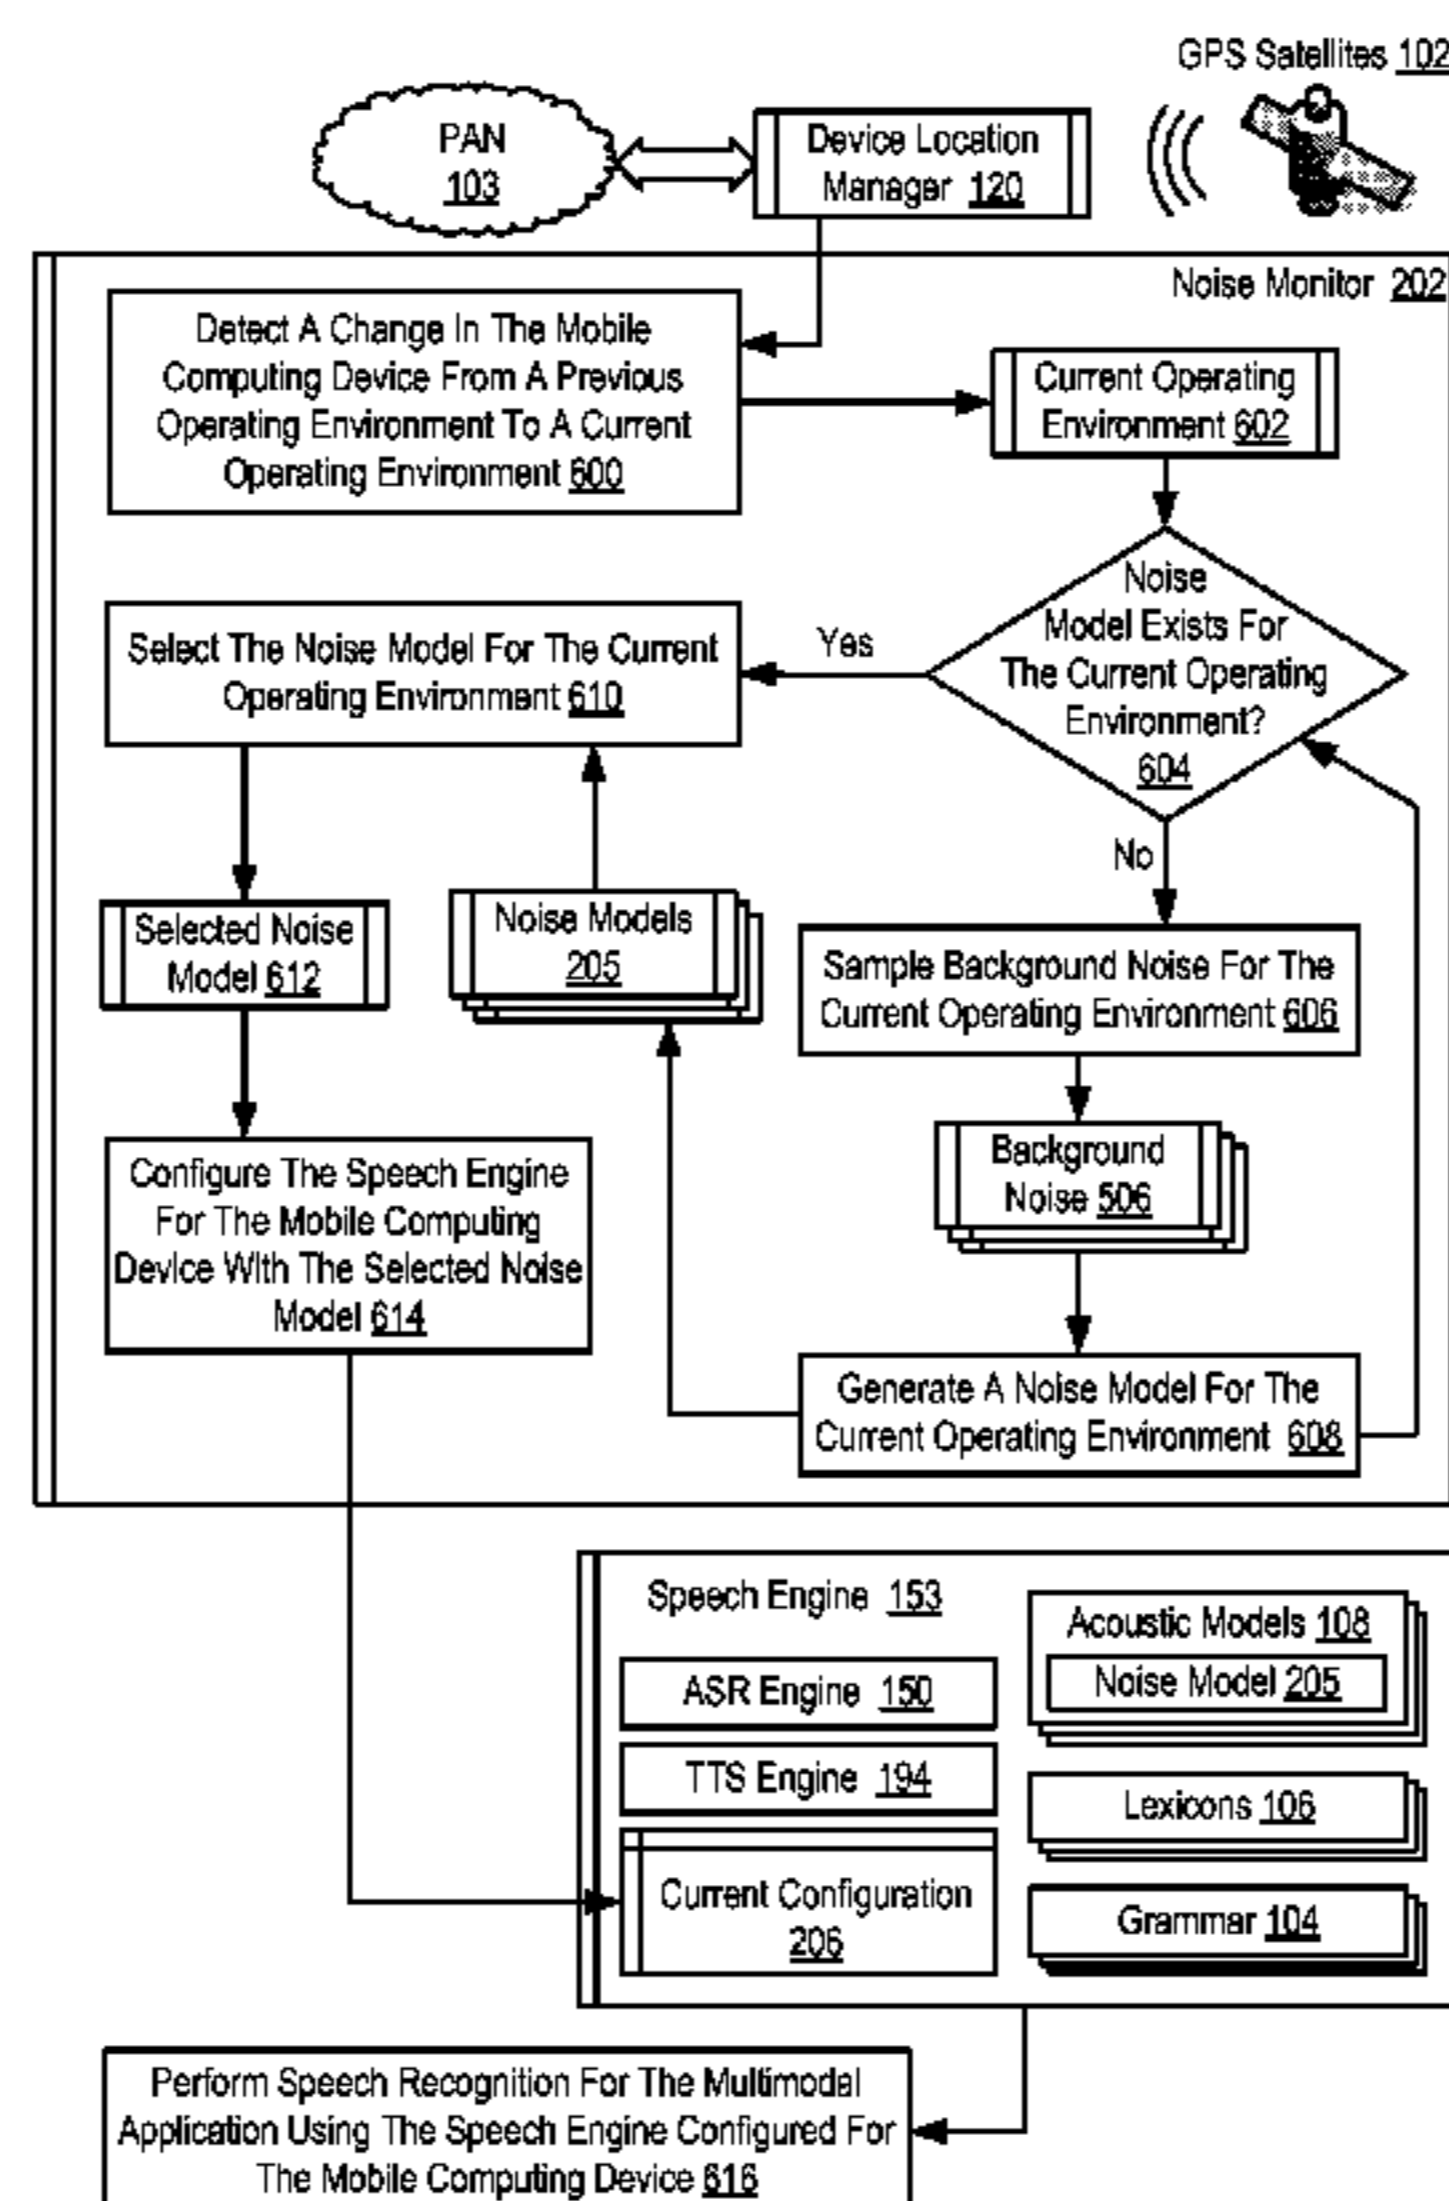 GPS Satellites 102
PAN
103
Device Location
Manager 120
Noise Monitor 202
Detect A Change In The Mobile
Computing Device From A Previous
Operating Environment To A Current
Operating Environment 600
Current Operating
Environment 602
Noise
Model Exists For
The Current Operating
Environment?
604
Yes
Select The Noise Model For The Current
Operating Environment 610
No
Selected Noise
Model 612
Noise Models
205
Sample Background Noise For The
Current Operating Environment 606
Background
Noise 506
Configure The Speech Engine
For The Mobile Computing
Device With The Selected Noise
Model 614
Generate A Noise Model For The
Current Operating Environment 608
Speech Engine 153
ASR Engine 150
TTS Engine 194
Current Configuration
206
Acoustic Models 108
Noise Model 205
Lexicons 106
Grammar 104
Perform Speech Recognition For The Multimodal
Application Using The Speech Engine Configured For
The Mobile Computing Device 616